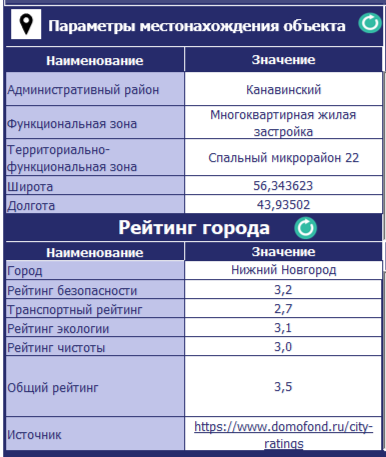 Параметры местонахождения объекта
Наименование Значение
Административный район Канавинский
Функциональная зона Многоквартирная жилая
застройка
Территориально-
функциональная зона Спальный микрорайон 22
Широта 56,343623
Долгота 43,93502
Рейтинг города
Наименование Значение
Город Нижний Новгород
Рейтинг безопасности 3,2
Транспортный рейтинг 2,7
Рейтинг экологии 3,1
Рейтинг чистоты 3,0
Общий рейтинг 3,5
Источник https://www.domofond.ru/city-
ratings